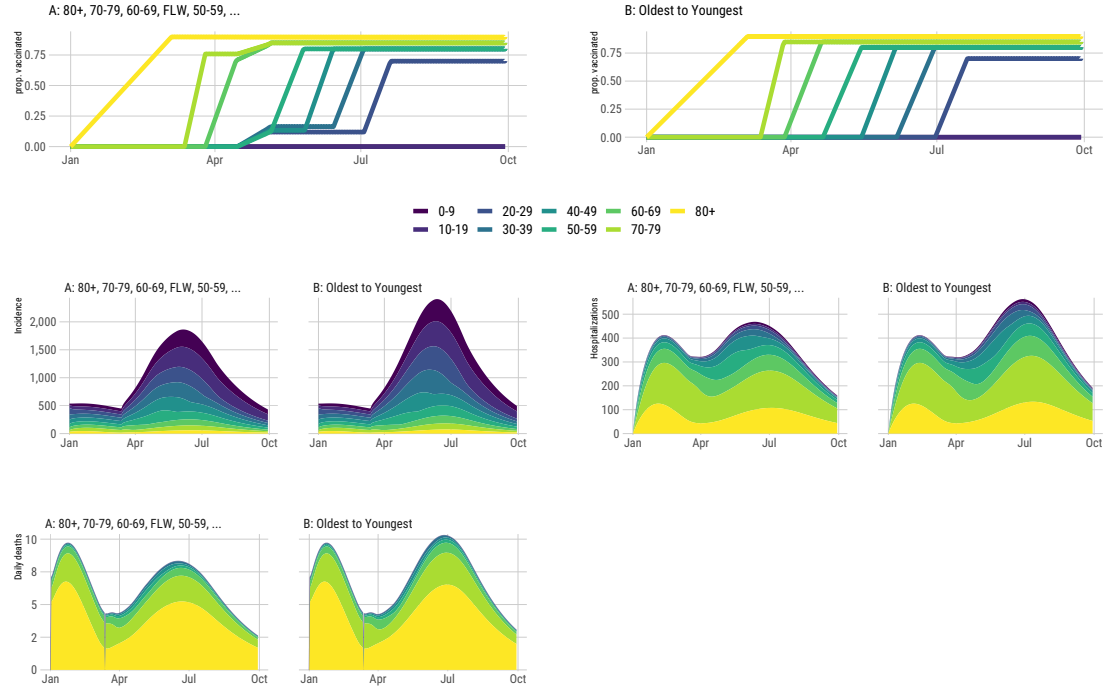 A: 80+, 70-79, 60-69, FLW, 50-59, ...
B: Oldest to Youngest
prop. vaccinated
0.75
0.50
0.25
0.00
Jan Apr Jul Oct
prop. vaccinated
0.75
0.50
0.25
0.00
Jan Apr Jul Oct
0-9 20-29 40-49 60-69 80+
10-19 30-39 50-59 70-79
A: 80+, 70-79, 60-69, FLW, 50-59, ...
B: Oldest to Youngest
Incidence
2,000
1,500
1,000
500
0
Jan Apr Jul Oct
Jan Apr Jul Oct
A: 80+, 70-79, 60-69, FLW, 50-59, ...
B: Oldest to Youngest
Hospitalizations
500
400
300
200
100
0
Jan Apr Jul Oct
Jan Apr Jul Oct
A: 80+, 70-79, 60-69, FLW, 50-59, ...
B: Oldest to Youngest
Daily deaths
10
8
5
2
0
Jan Apr Jul Oct
Jan Apr Jul Oct